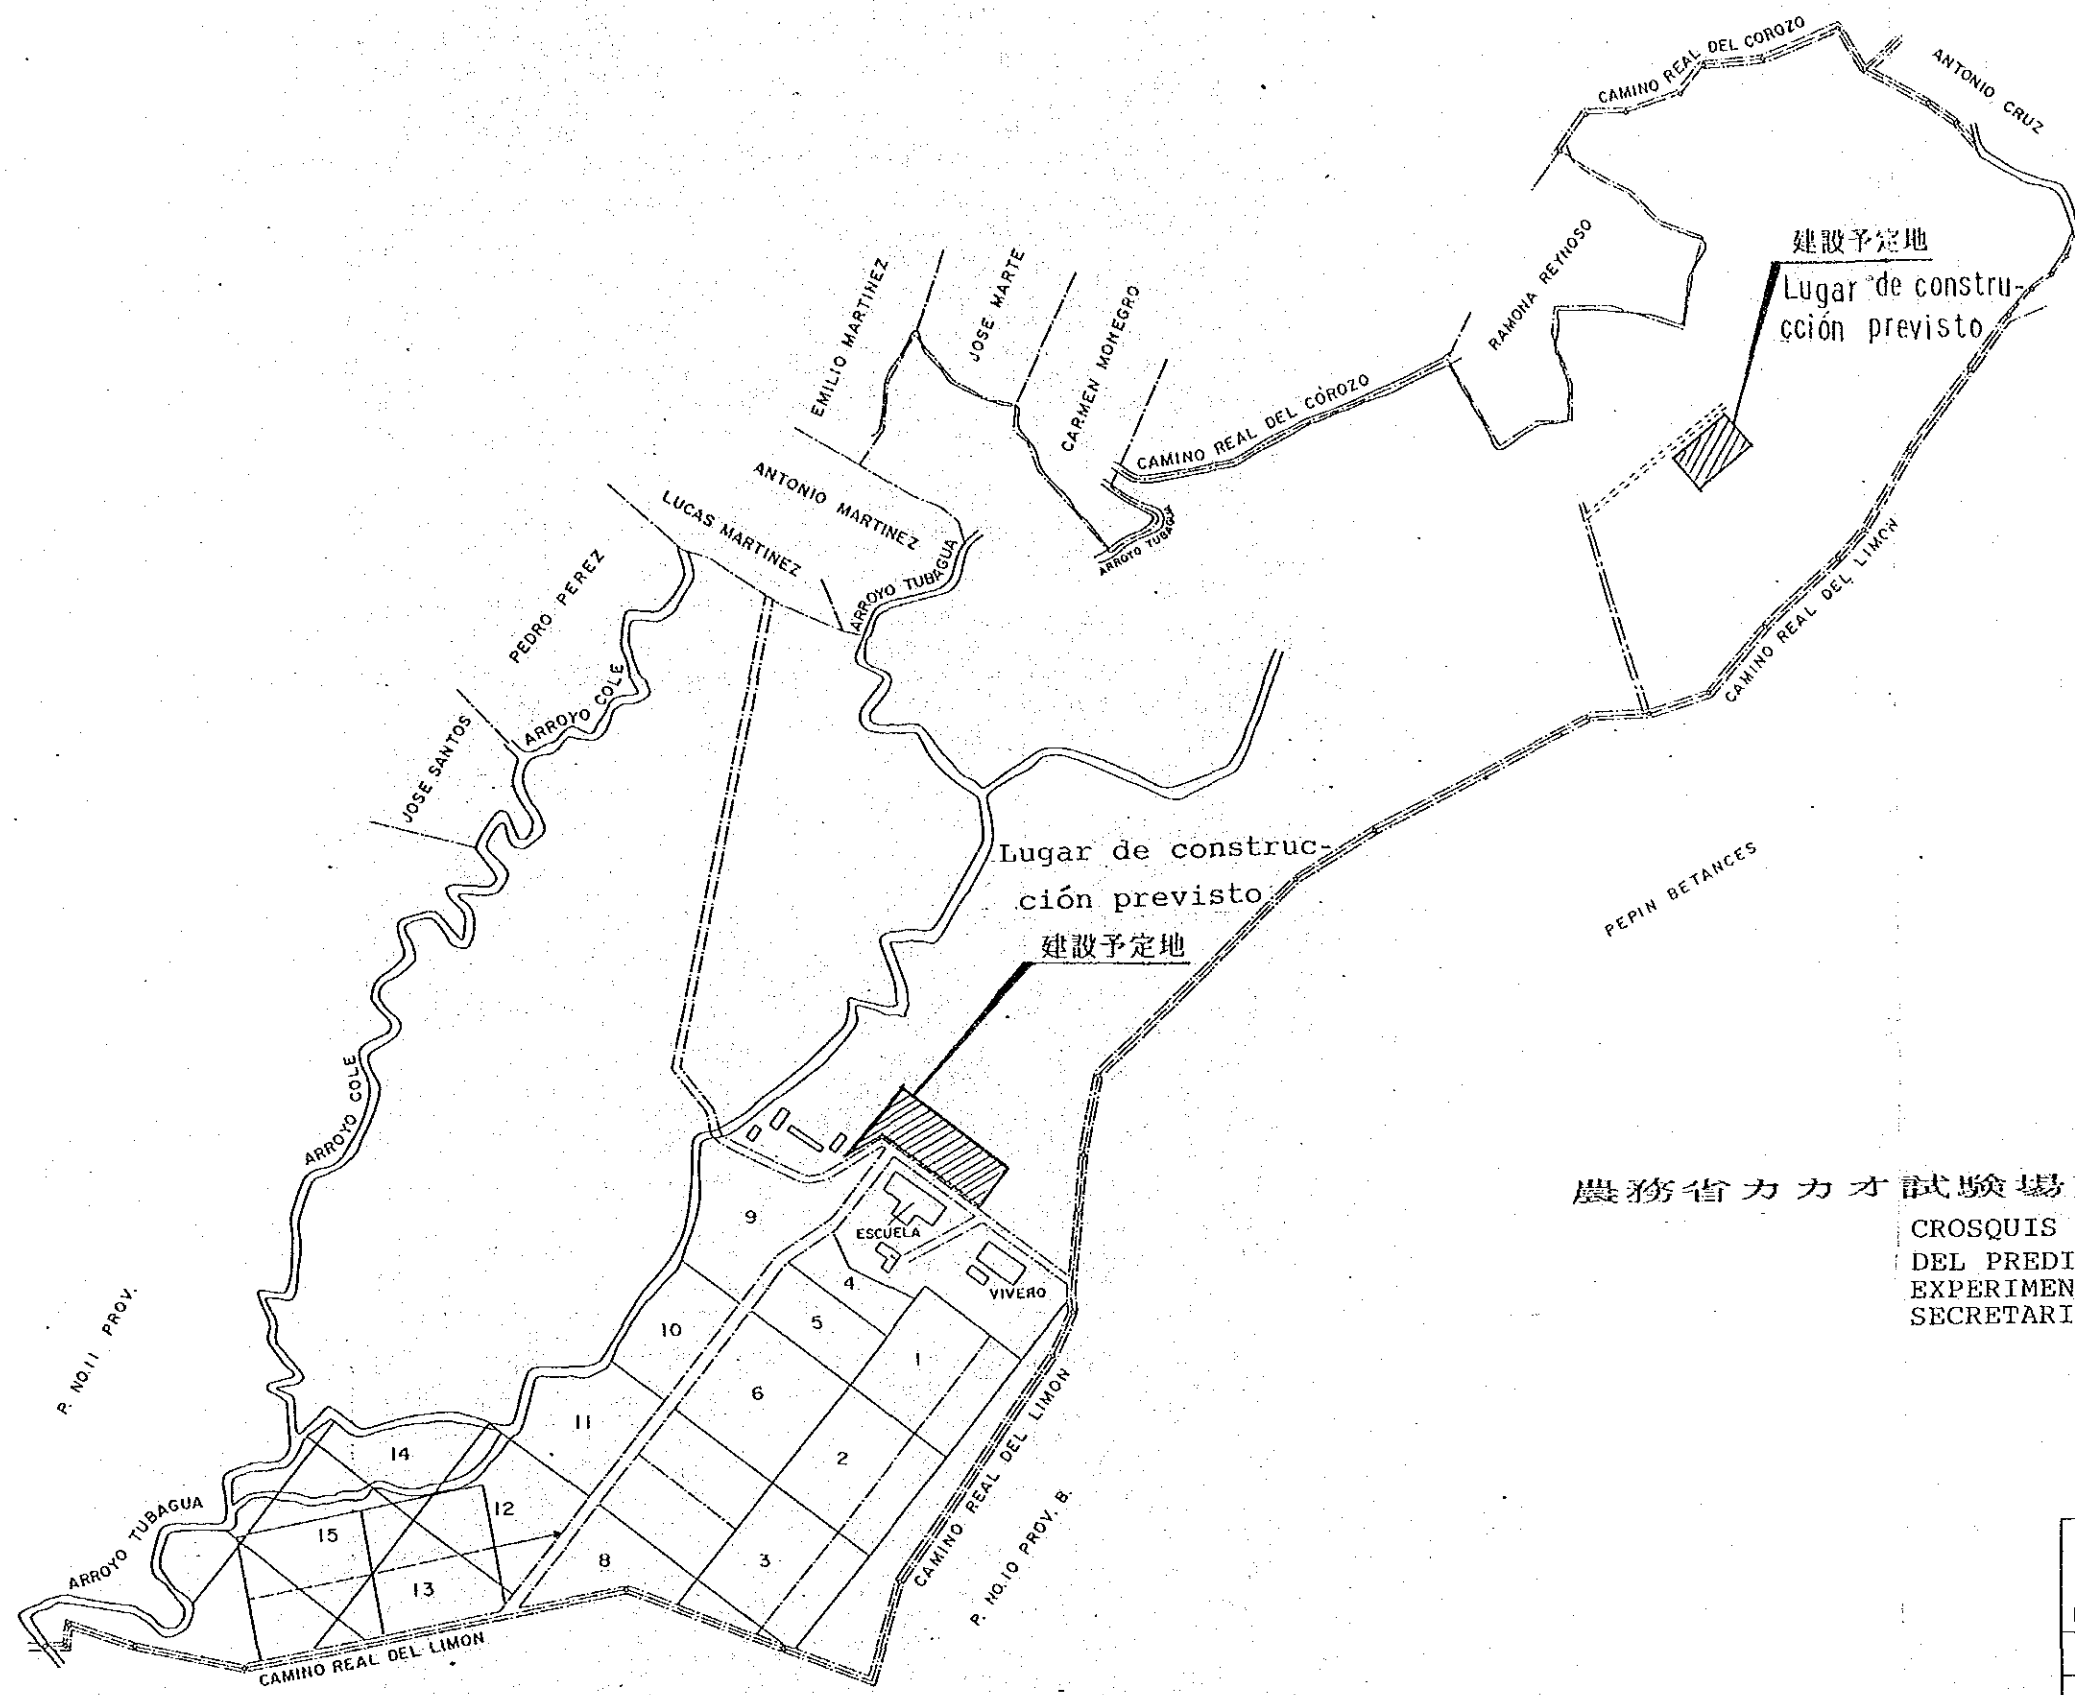 CAMINO REAL DEL COROZO
ANTONIO CRUZ
建設予定地
Lugar de constru-
cción previsto
RAMONA REYNOSO
EMILIO MARTINEZ
JOSE MARTE
CARMEN MONEGRO
CAMINO REAL DEL COROZO
ANTONIO MARTINEZ
LUCAS MARTINEZ
ARROYO TUBAGUA
ARROYO TUBAGUA
PEDRO PEREZ
ARROYO COLE
JOSE SANTOS
CAMINO REAL DEL LIMON
Lugar de construc-
ción previsto
建設予定地
PEPIN BETANCES
ARROYO COLE
農務省カカオ試験場
CROSQUIS
DEL PREDI
EXPERIMEN
SECRETARI
9
ESCUELA
4
VIVERO
P. NO.11 PROV.
10
5
1
6
11
14
2
CAMINO REAL DEL LIMON
P. NO.10 PROV. B.
ARROYO TUBAGUA
15
12
13
8
3
CAMINO REAL DEL LIMON